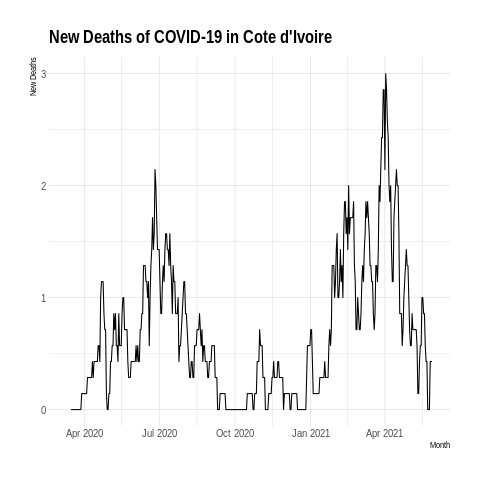 New Deaths of COVID-19 in Cote d'Ivoire
New Deaths
3
2
1
0
Apr 2020 Jul 2020 Oct 2020 Jan 2021 Apr 2021
Month